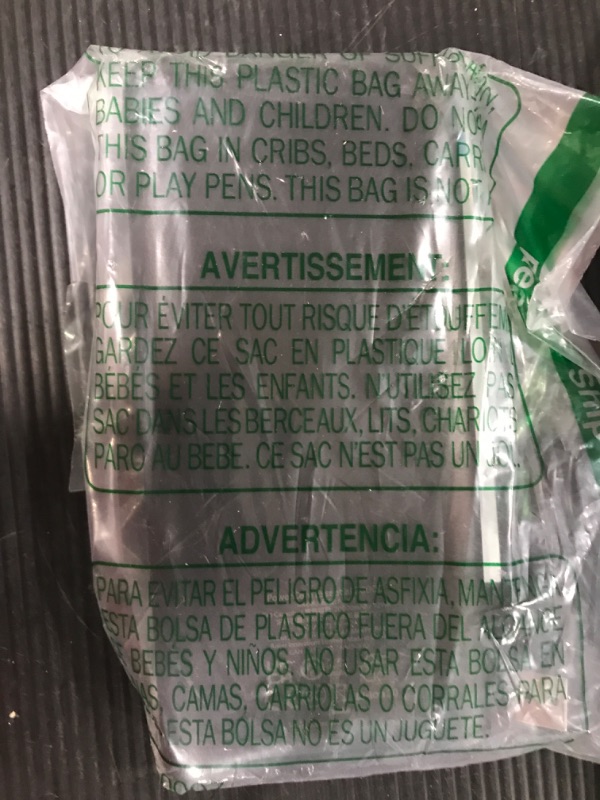 KEEP THIS PLASTIC BAG AWAY
BABIES AND CHILDREN. DO
THIS BAG IN CRIBS, BEDS,
OR PLAY PENS. THIS BAG IS NOT
AVERTISSEMENT:
POUR ÉVITER TOUT RISQUE D'ÉTOUFFEM
GARDEZ CE SAC EN PLASTIQUE
BÉBÉS ET LES ENFANTS. N'UTILISEZ PAS
SAC DANS LES BERCEAUX, LITS, CHARIOTS
PARC AU BEBE. CE SAC N'EST PAS UN
ADVERTENCIA:
PARA EVITAR EL PELIGRO DE ASFIXIA, MANTENGA
ESTA BOLSA DE PLASTICO FUERA DEL ALCANCE
BEBÉS Y NIÑOS. NO USAR ESTA BOLSA EN
CAMAS, CARRIOLAS O CORRALES PARA
ESTA BOLSA NO ES UN JUGUETE.